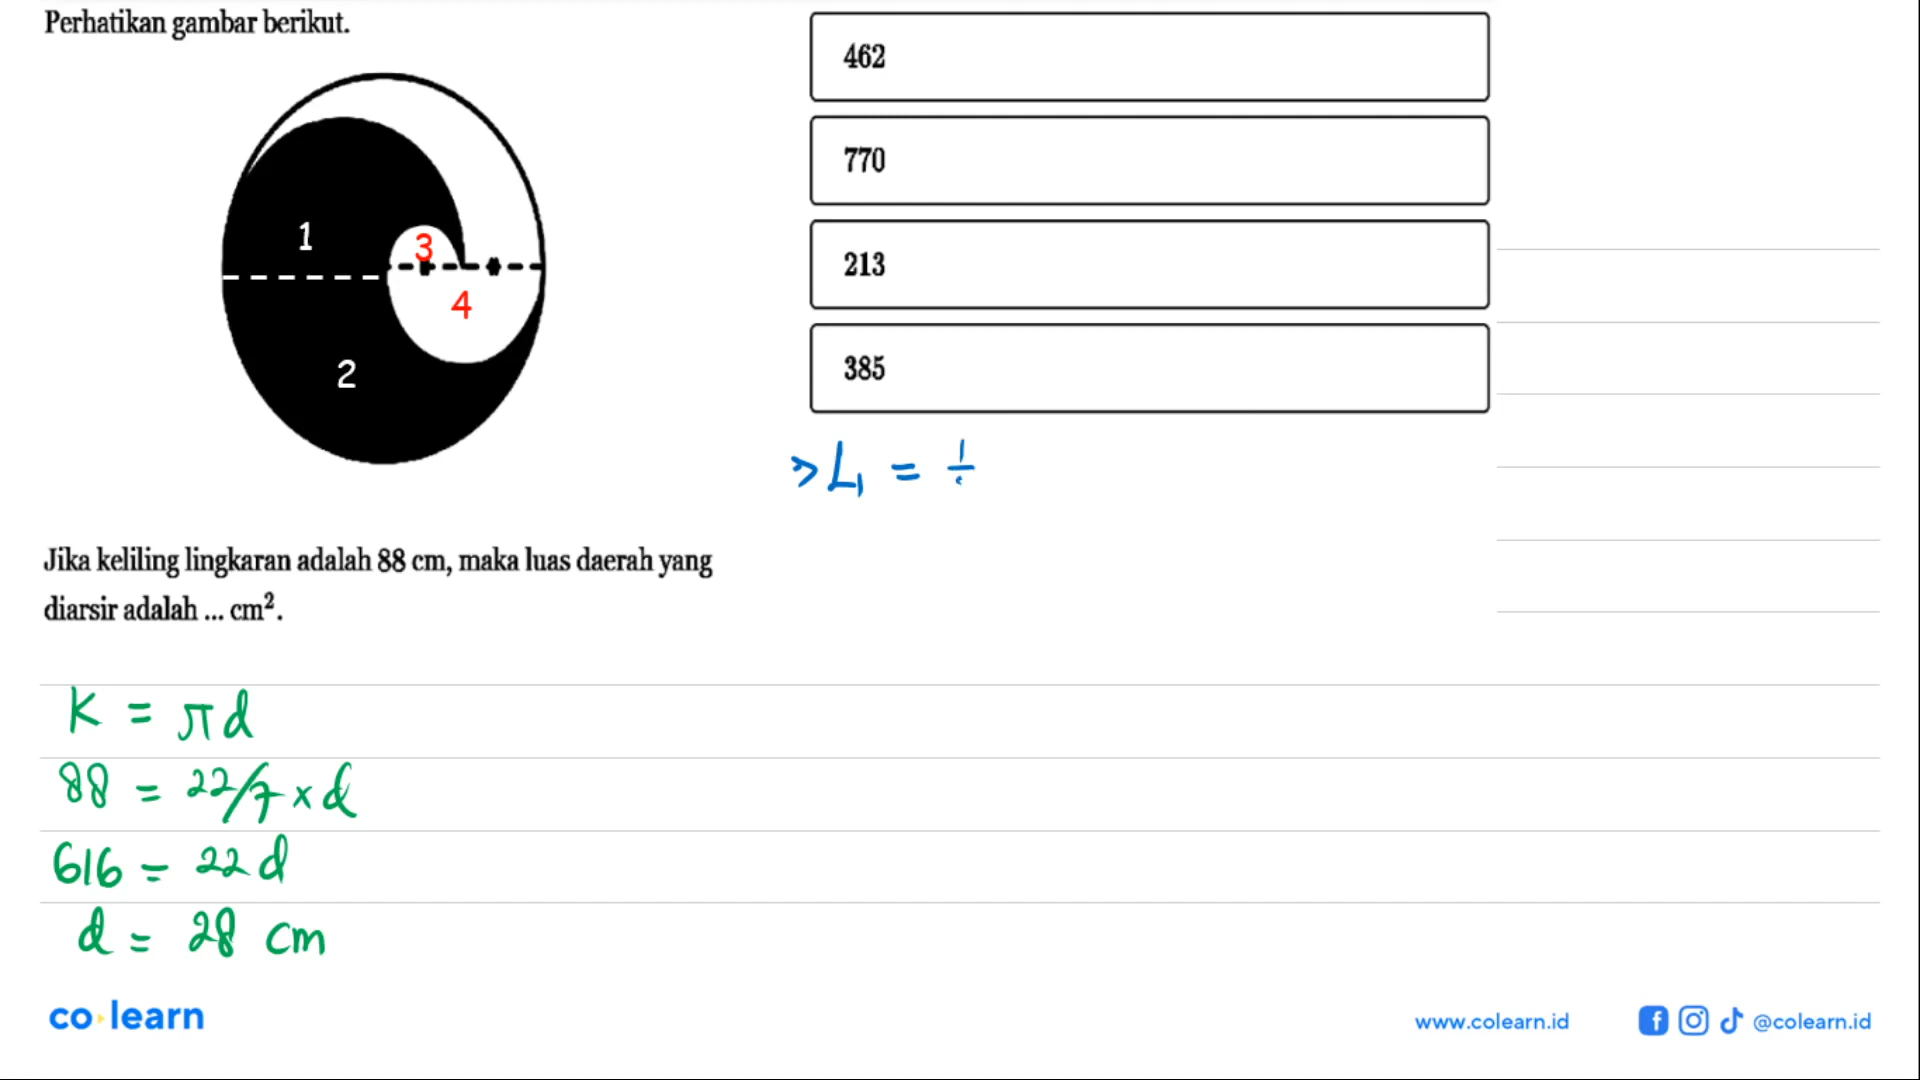 Perhatikan gambar berikut.
1
3
4
2
462
770
213
385
> L₁ = 1/
Jika keliling lingkaran adalah 88 cm, maka luas daerah yang
diarsir adalah ... cm².
K = πd
88 = 22/7 × d
616 = 22 d
d = 28 cm
co learn
www.colearn.id
@colearn.id